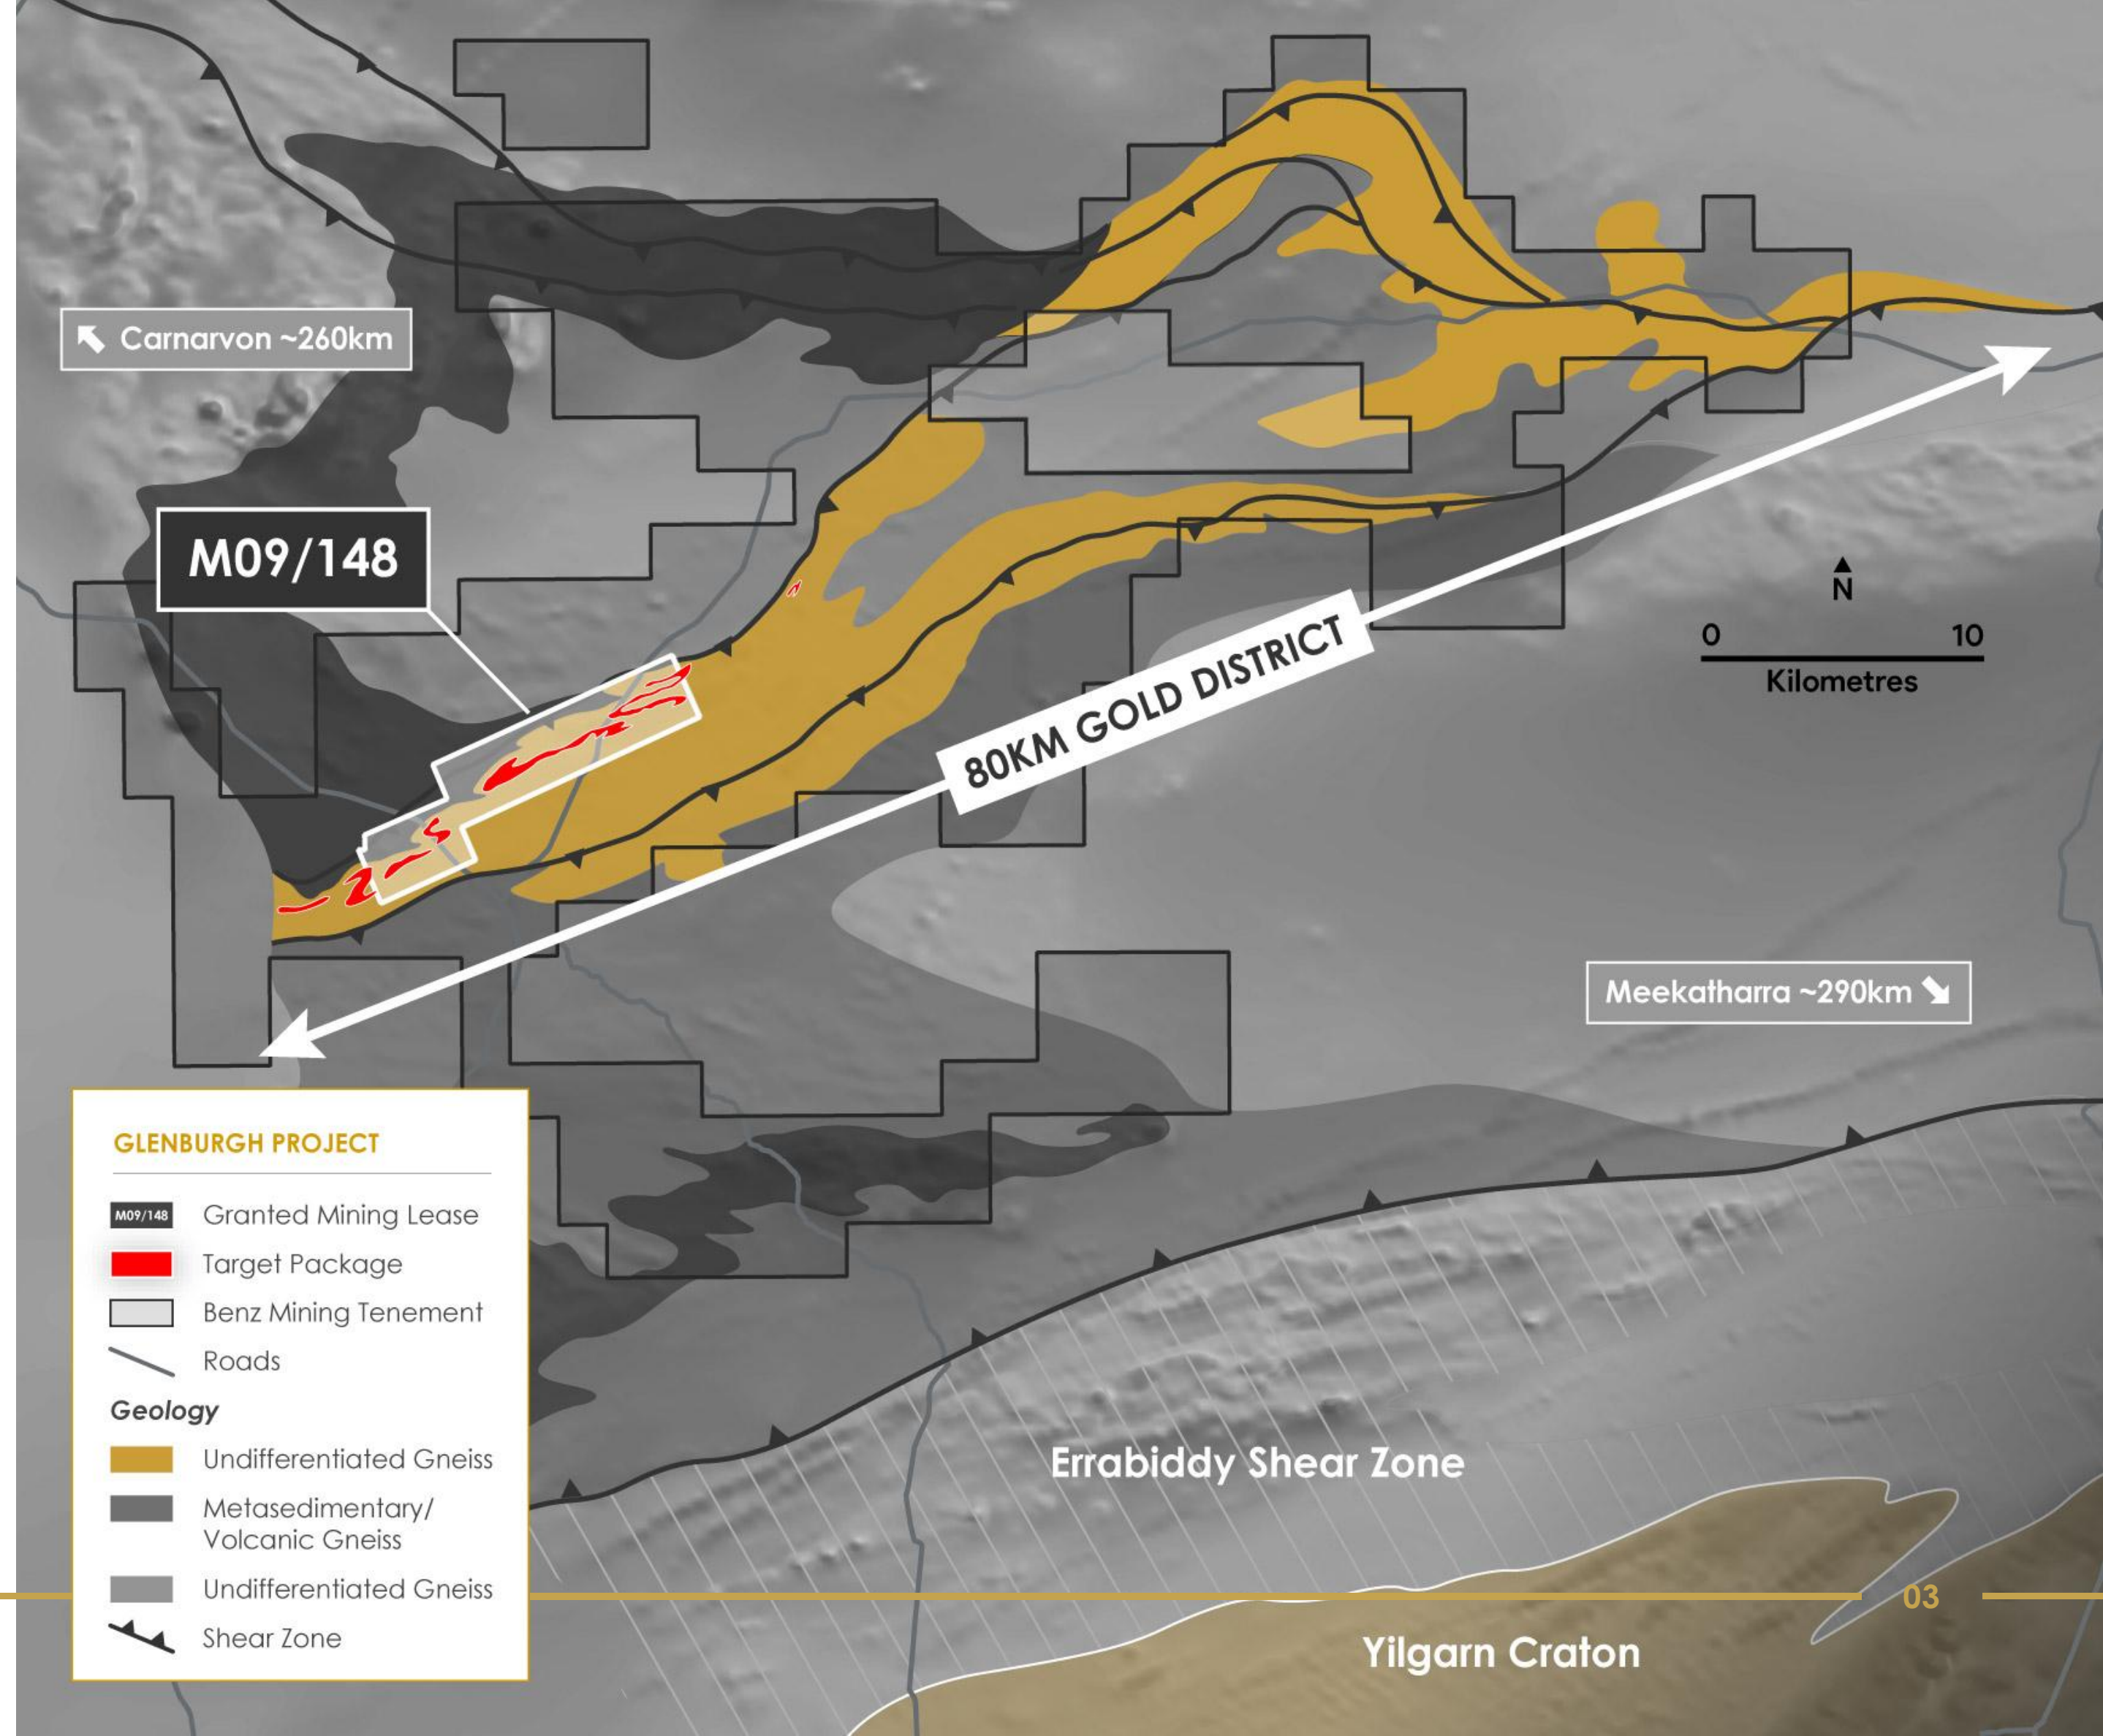 Carnarvon ~260km
M09/148
N
0 10
Kilometres
80KM GOLD DISTRICT
Meekatharra ~290km
GLENBURGH PROJECT
M09/148 Granted Mining Lease
Target Package
Benz Mining Tenement
Roads
Geology
Undifferentiated Gneiss
Metasedimentary/
Volcanic Gneiss
Undifferentiated Gneiss
Shear Zone
Errabiddy Shear Zone
03
Yilgarn Craton